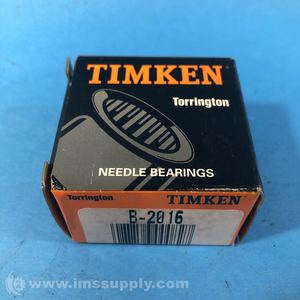 TIMKEN
Torrington
NEEDLE BEARINGS
Torrington TIMKEN
B-2016
© www.imssupply.com